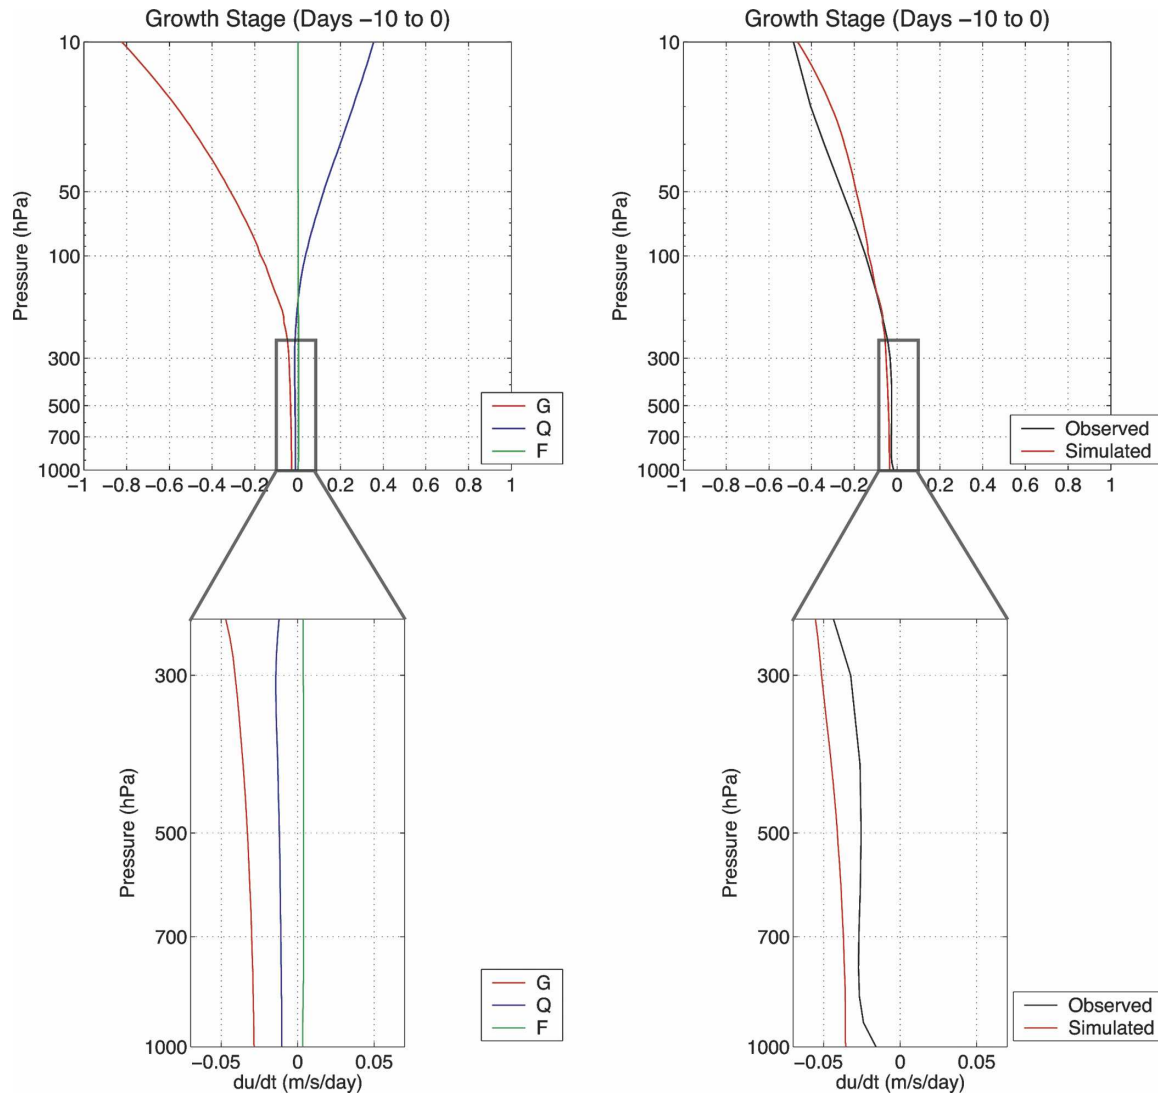 Growth Stage (Days −10 to 0)
10
50
100
300
500
700
1000
Pressure (hPa)
−1 −0.8 −0.6 −0.4 −0.2 0 0.2 0.4 0.6 0.8 1
G
Q
F
Growth Stage (Days −10 to 0)
10
50
100
300
500
700
1000
Pressure (hPa)
−1 −0.8 −0.6 −0.4 −0.2 0 0.2 0.4 0.6 0.8 1
Observed
Simulated
300
500
700
1000
Pressure (hPa)
−0.05 0 0.05
du/dt (m/s/day)
G
Q
F
300
500
700
1000
Pressure (hPa)
−0.05 0 0.05
du/dt (m/s/day)
Observed
Simulated